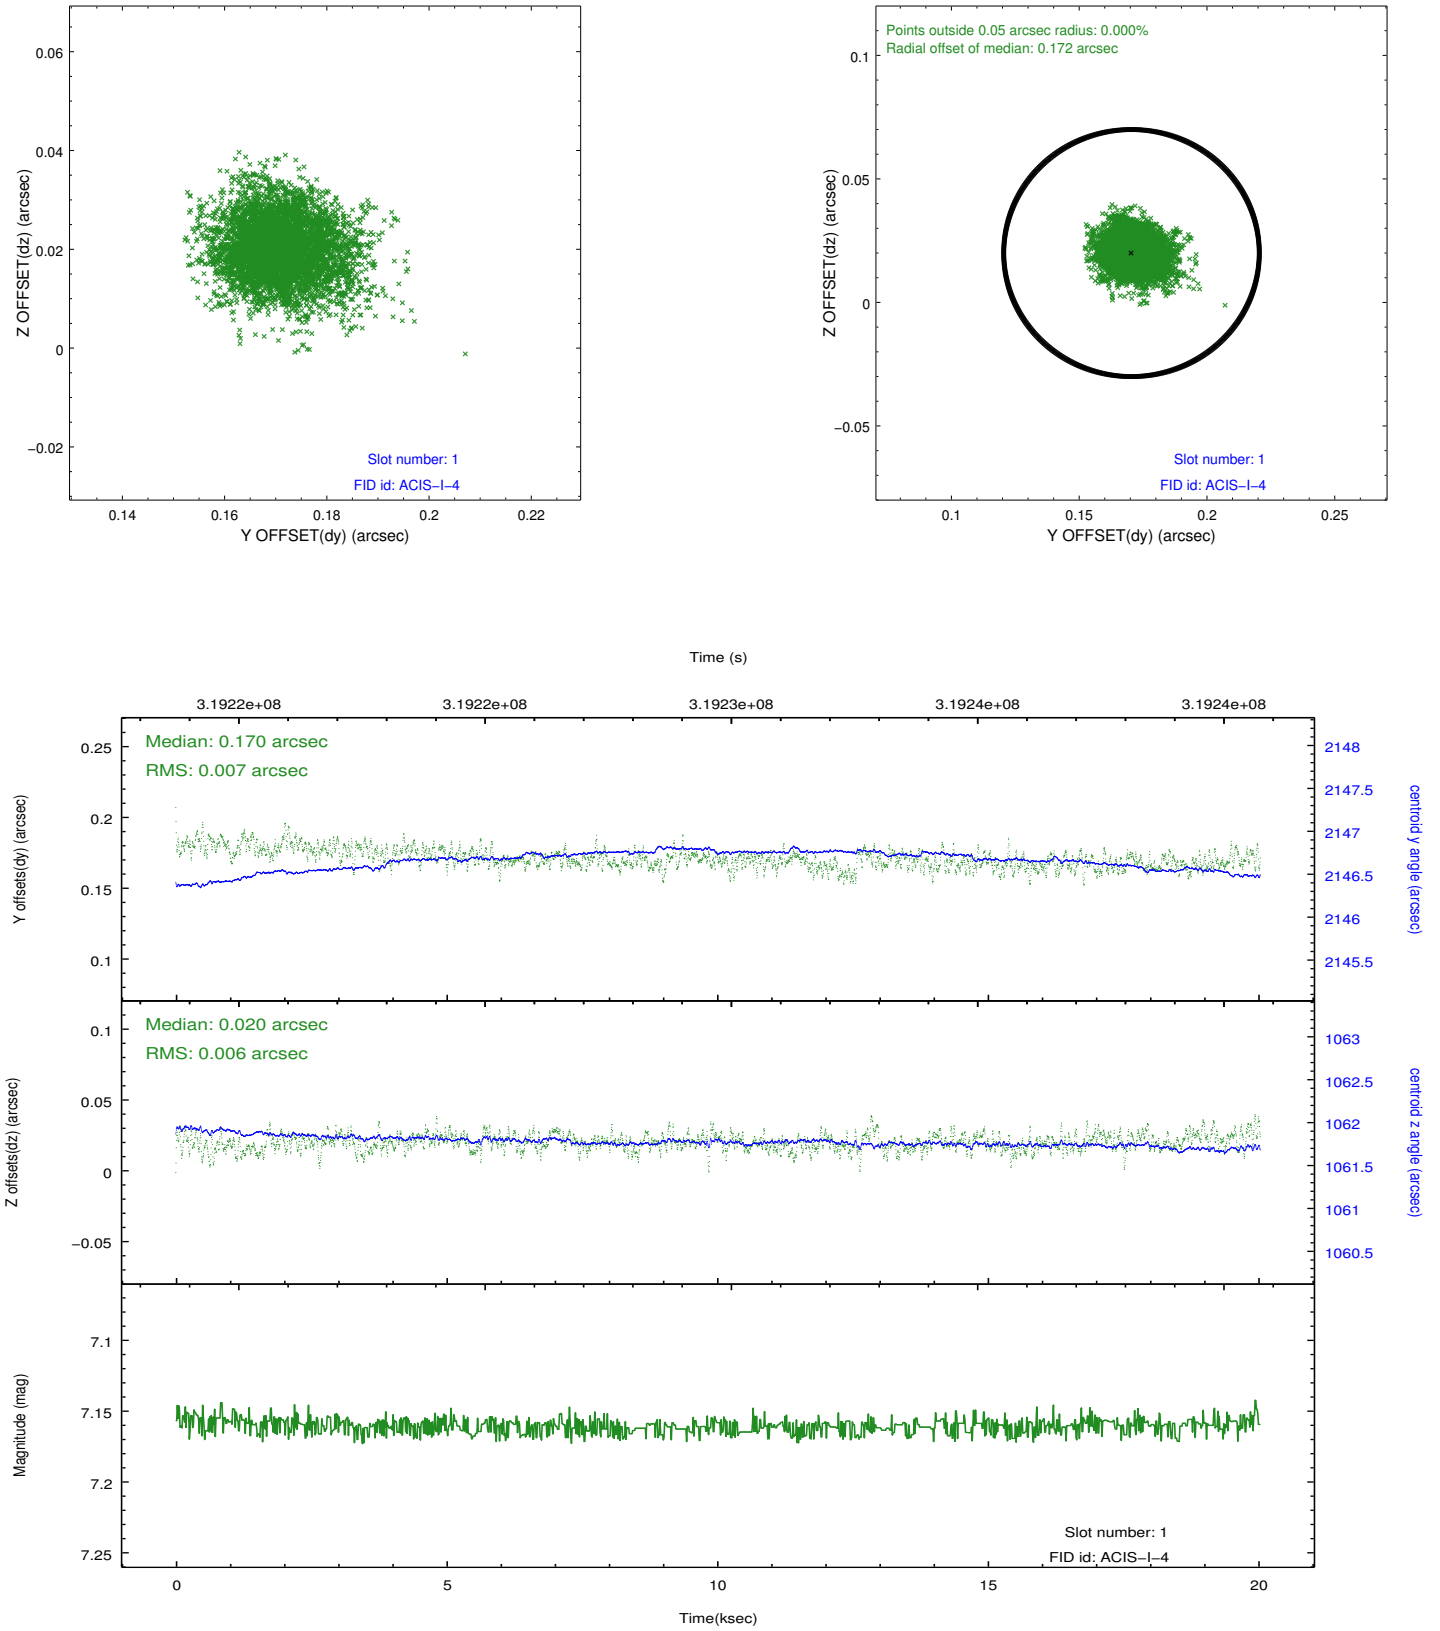 0.06
0.04
0.02
0
−0.02
Z OFFSET(dz) (arcsec)
Slot number: 1
FID id: ACIS−I−4
0.14 0.16 0.18 0.2 0.22
Y OFFSET(dy) (arcsec)
Points outside 0.05 arcsec radius: 0.000%
Radial offset of median: 0.172 arcsec
0.1
0.05
0
−0.05
Z OFFSET(dz) (arcsec)
Slot number: 1
FID id: ACIS−I−4
0.1 0.15 0.2 0.25
Y OFFSET(dy) (arcsec)
Time (s)
3.1922e+08 3.1922e+08 3.1923e+08 3.1924e+08 3.1924e+08
Median: 0.170 arcsec
RMS: 0.007 arcsec
0.25
0.2
0.15
0.1
Y offsets(dy) (arcsec)
2148
2147.5
2147
2146.5
2146
2145.5
centroid y angle (arcsec)
Median: 0.020 arcsec
RMS: 0.006 arcsec
0.1
0.05
0
−0.05
Z offsets(dz) (arcsec)
1063
1062.5
1062
1061.5
1061
1060.5
centroid z angle (arcsec)
7.1
7.15
7.2
7.25
Magnitude (mag)
Slot number: 1
FID id: ACIS−I−4
0 5 10 15 20
Time(ksec)